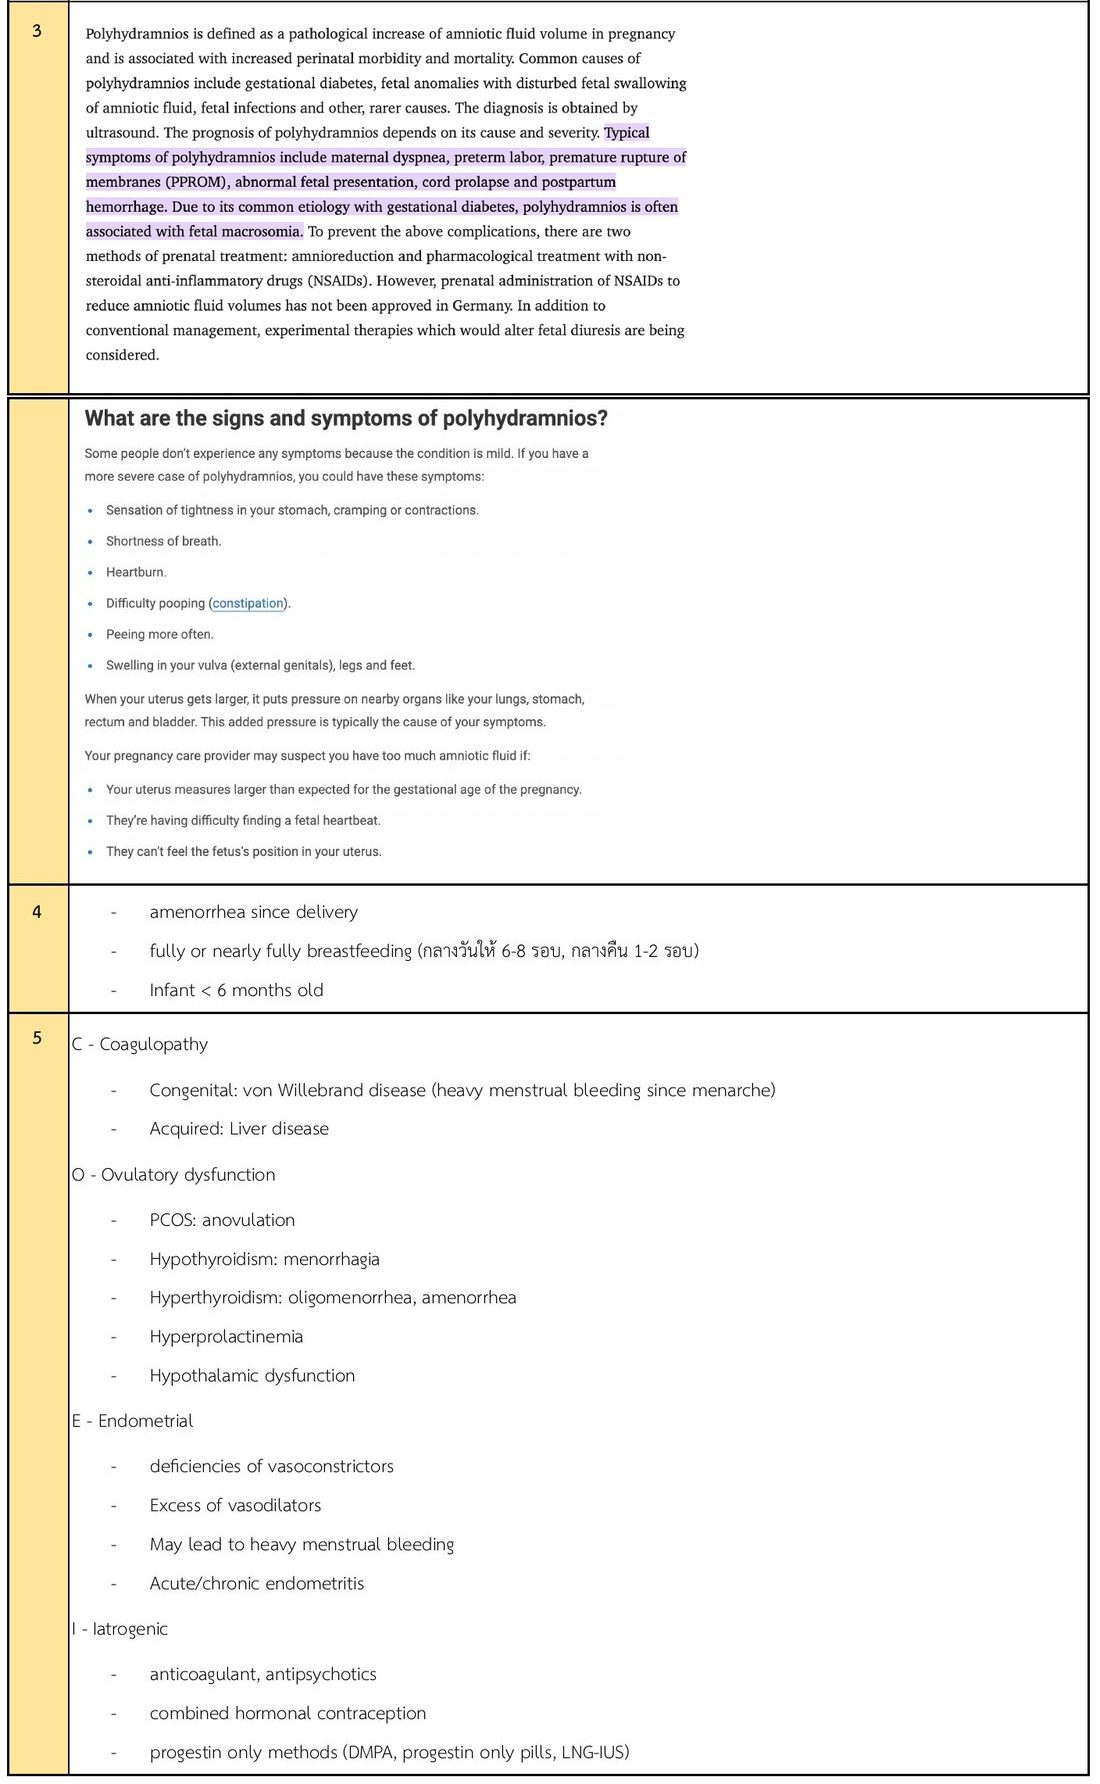 3
Polyhydramnios is defined as a pathological increase of amniotic fluid volume in pregnancy
and is associated with increased perinatal morbidity and mortality. Common causes of
polyhydramnios include gestational diabetes, fetal anomalies with disturbed fetal swallowing
of amniotic fluid, fetal infections and other, rarer causes. The diagnosis is obtained by
ultrasound. The prognosis of polyhydramnios depends on its cause and severity. Typical
symptoms of polyhydramnios include maternal dyspnea, preterm labor, premature rupture of
membranes (PPROM), abnormal fetal presentation, cord prolapse and postpartum
hemorrhage. Due to its common etiology with gestational diabetes, polyhydramnios is often
associated with fetal macrosomia. To prevent the above complications, there are two
methods of prenatal treatment: amnioreduction and pharmacological treatment with non-
steroidal anti-inflammatory drugs (NSAIDs). However, prenatal administration of NSAIDs to
reduce amniotic fluid volumes has not been approved in Germany. In addition to
conventional management, experimental therapies which would alter fetal diuresis are being
considered.
What are the signs and symptoms of polyhydramnios?
Some people don't experience any symptoms because the condition is mild. If you have a
more severe case of polyhydramnios, you could have these symptoms:
• Sensation of tightness in your stomach, cramping or contractions.
• Shortness of breath.
• Heartburn.
• Difficulty pooping (constipation).
• Peeing more often.
• Swelling in your vulva (external genitals), legs and feet.
When your uterus gets larger, it puts pressure on nearby organs like your lungs, stomach,
rectum and bladder. This added pressure is typically the cause of your symptoms.
Your pregnancy care provider may suspect you have too much amniotic fluid if:
• Your uterus measures larger than expected for the gestational age of the pregnancy.
• They're having difficulty finding a fetal heartbeat.
• They can't feel the fetus's position in your uterus.
4
- amenorrhea since delivery
- fully or nearly fully breastfeeding (กลางวันให้ 6-8 รอบ, กลางคืน 1-2 รอบ)
- Infant < 6 months old
5
C - Coagulopathy
- Congenital: von Willebrand disease (heavy menstrual bleeding since menarche)
- Acquired: Liver disease
O - Ovulatory dysfunction
- PCOS: anovulation
- Hypothyroidism: menorrhagia
- Hyperthyroidism: oligomenorrhea, amenorrhea
- Hyperprolactinemia
- Hypothalamic dysfunction
E - Endometrial
- deficiencies of vasoconstrictors
- Excess of vasodilators
- May lead to heavy menstrual bleeding
- Acute/chronic endometritis
I - Iatrogenic
- anticoagulant, antipsychotics
- combined hormonal contraception
- progestin only methods (DMPA, progestin only pills, LNG-IUS)